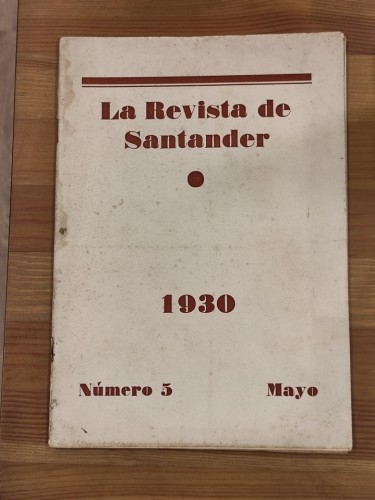 La Revista de
Santander
1930
Número 5 Mayo